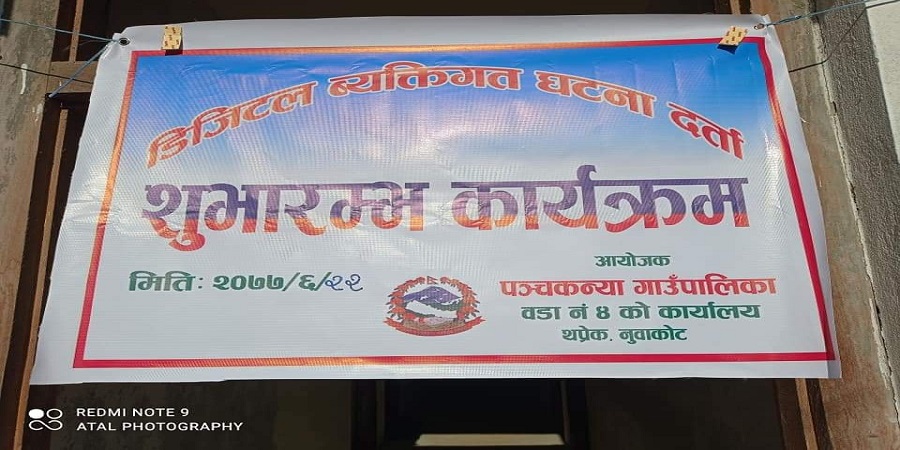 डिजिटल ब्यक्तिगत घटना दर्ता
शुभारम्भ कार्यक्रम
मिति: २०७७/६/२२
आयोजक
पञ्चकन्या गाउँपालिका
वडा नं ४ को कार्यालय
थप्रेक, नुवाकोट
REDMI NOTE 9
ATAL PHOTOGRAPHY